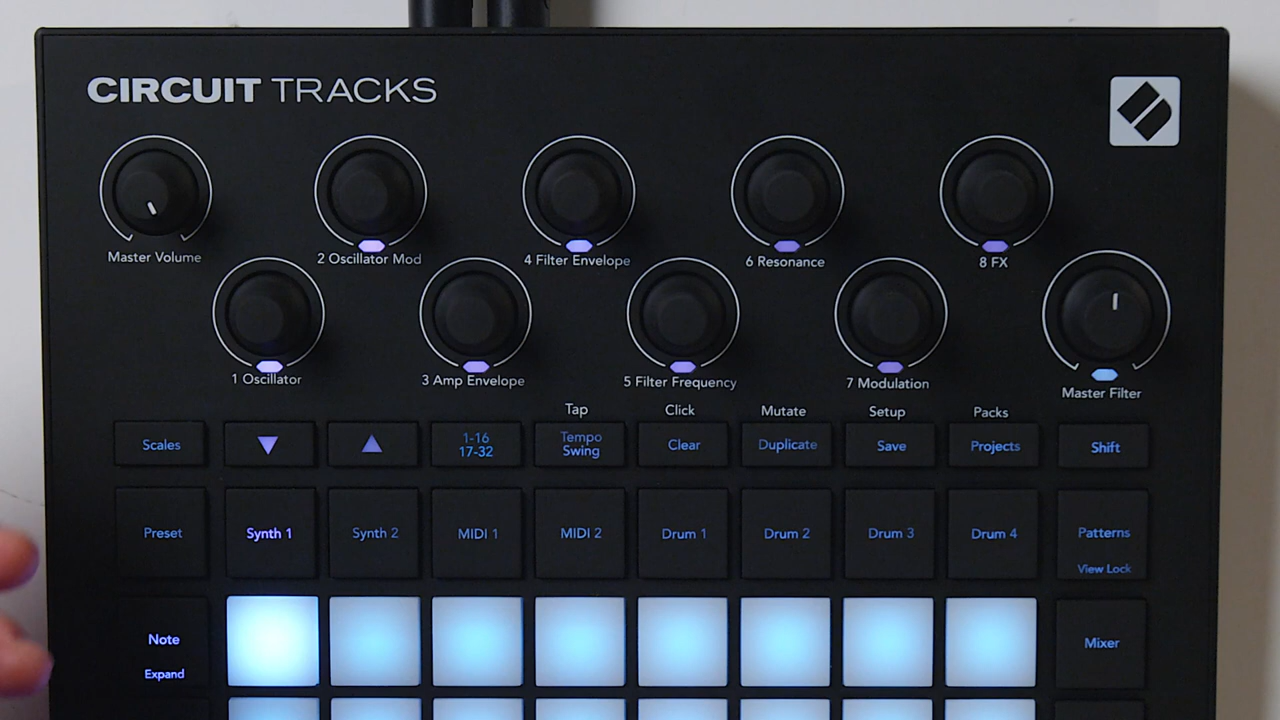 CIRCUIT TRACKS
Master Volume
2 Oscillator Mod
4 Filter Envelope
6 Resonance
8 FX
1 Oscillator
3 Amp Envelope
5 Filter Frequency
7 Modulation
Master Filter
Tap
Click
Mutate
Setup
Packs
Scales
1-16
17-32
Tempo
Swing
Clear
Duplicate
Save
Projects
Shift
Preset
Synth 1
Synth 2
MIDI 1
MIDI 2
Drum 1
Drum 2
Drum 3
Drum 4
Patterns
View Lock
Note
Expand
Mixer